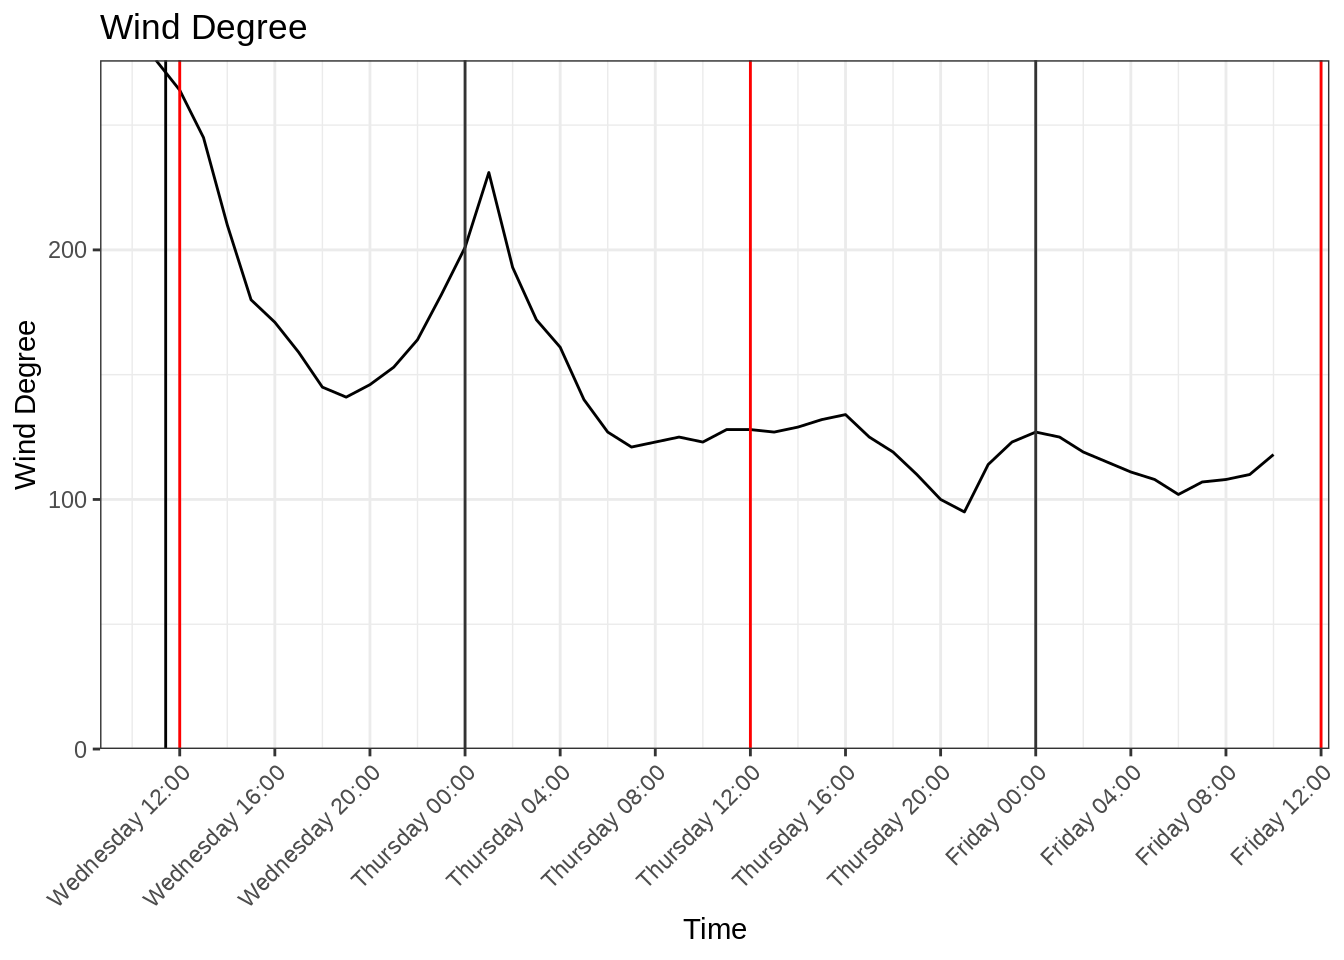 Wind Degree
Wind Degree
200
100
0
Wednesday 12:00
Wednesday 16:00
Wednesday 20:00
Thursday 00:00
Thursday 04:00
Thursday 08:00
Thursday 12:00
Thursday 16:00
Thursday 20:00
Friday 00:00
Friday 04:00
Friday 08:00
Friday 12:00
Time